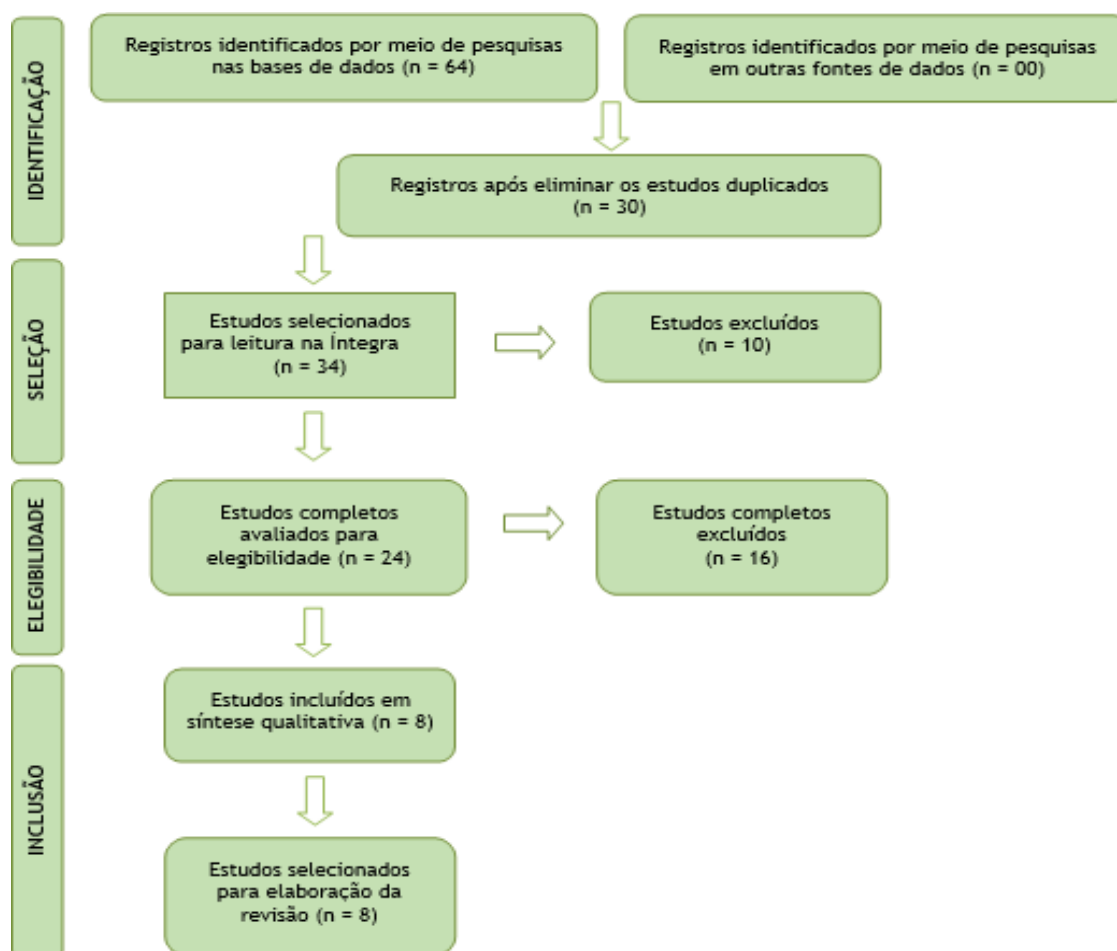 IDENTIFICAÇÃO
Registros identificados por meio de pesquisas
nas bases de dados (n = 64)
Registros identificados por meio de pesquisas
em outras fontes de dados (n = 00)
Registros após eliminar os estudos duplicados
(n = 30)
SELEÇÃO
Estudos selecionados
para leitura na Íntegra
(n = 34)
Estudos excluídos
(n = 10)
ELEGIBILIDADE
Estudos completos
avaliados para
elegibilidade (n = 24)
Estudos completos
excluídos
(n = 16)
INCLUSÃO
Estudos incluídos em
síntese qualitativa (n = 8)
Estudos selecionados
para elaboração da
revisão (n = 8)